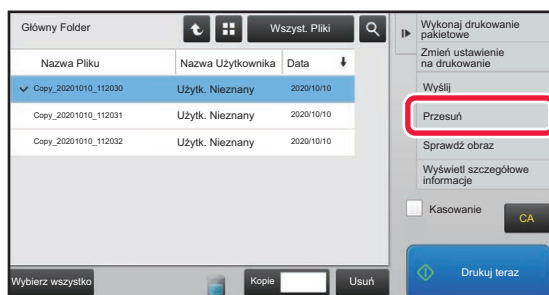 Główny Folder
Wszyst. Pliki
Nazwa Pliku
Nazwa Użytkownika
Data
Copy_20201010_112030
Użytk. Nieznany
2020/10/10
Copy_20201010_112031
Użytk. Nieznany
2020/10/10
Copy_20201010_112032
Użytk. Nieznany
2020/10/10
Wybierz wszystko
Kopie
Usuń
Wykonaj drukowanie
pakietowe
Zmień ustawienie
na drukowanie
Wyślij
Przesuń
Sprawdź obraz
Wyświetl szczegółowe
informacje
Kasowanie
CA
Drukuj teraz